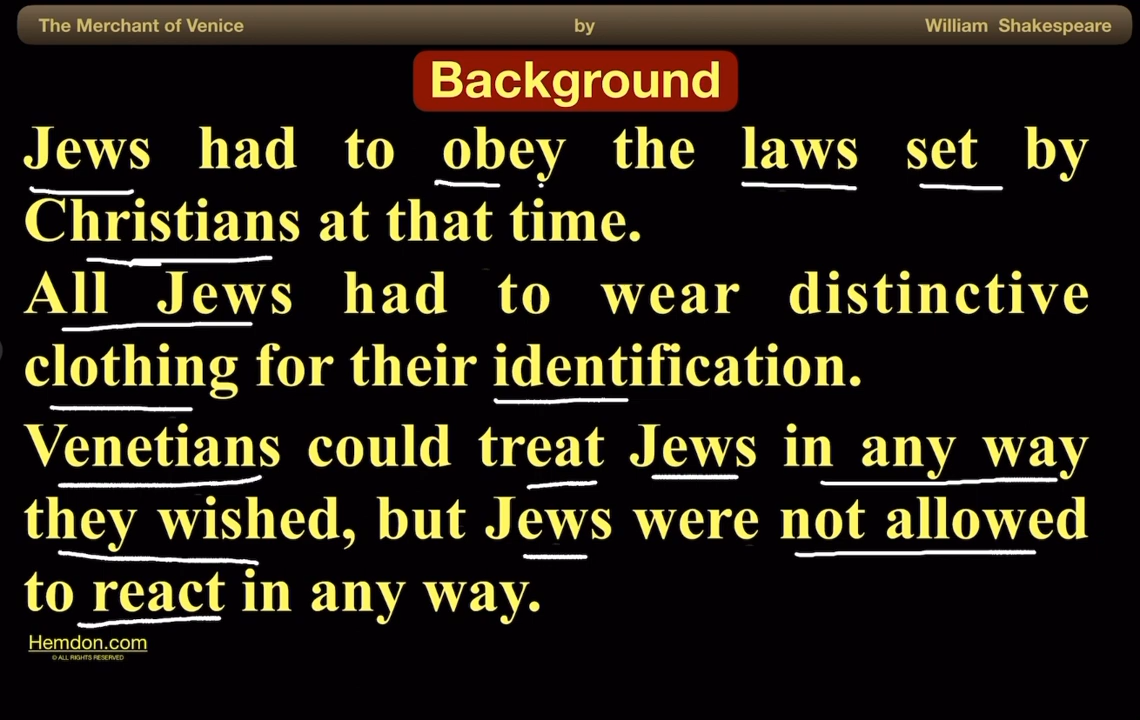 The Merchant of Venice by William Shakespeare
Background
Jews had to obey the laws set by
Christians at that time.
All Jews had to wear distinctive
clothing for their identification.
Venetians could treat Jews in any way
they wished, but Jews were not allowed
to react in any way.
Hemdon.com
© ALL RIGHTS RESERVED